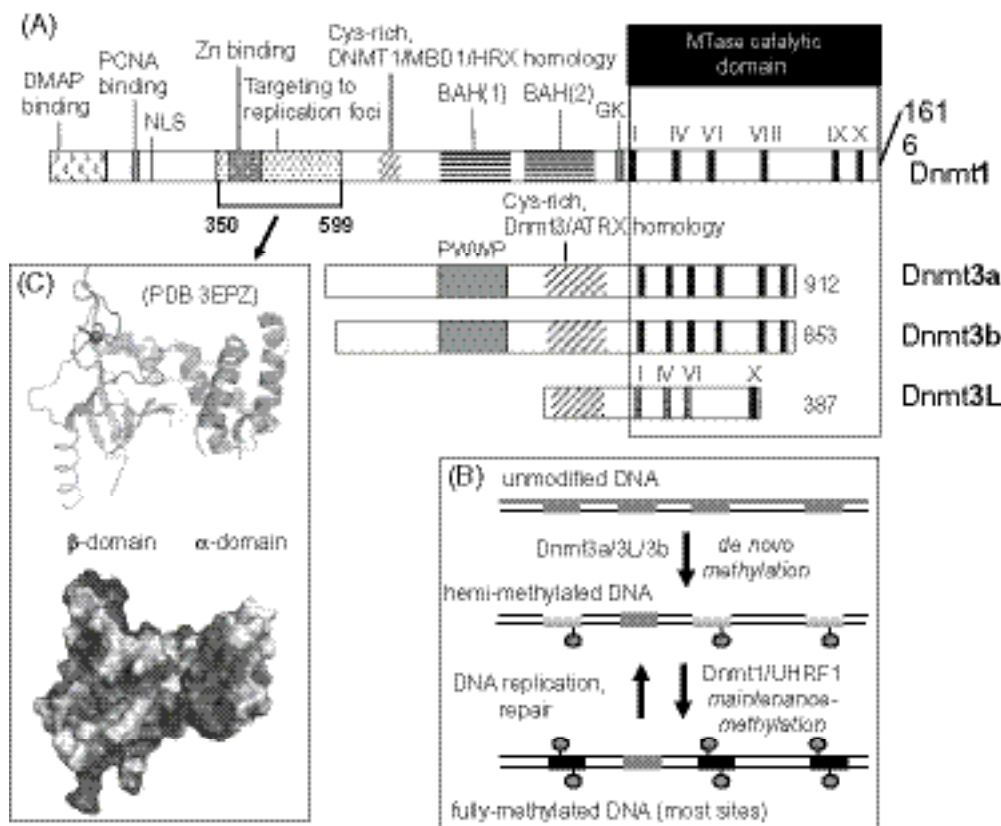 (A)
DMAP
binding
PCNA
binding
NLS
Zn binding
Targeting to
replication foci
Cys-rich,
DNMT1/MBD1/HRX homology
BAH(1)
BAH(2)
GK
MTase catalytic
domain
I IV VI VIII IX X
161
6
Dnmt1
350
599
Cys-rich,
Dnmt3/ATRX homology
PWWP
912
Dnmt3a
853
Dnmt3b
I IV VI X
387
Dnmt3L
(C)
(PDB 3EPZ)
β-domain
α-domain
(B)
unmodified DNA
Dnmt3a/3L/3b
de novo
methylation
hemi-methylated DNA
DNA replication,
repair
Dnmt1/UHRF1
maintenance-
methylation
fully-methylated DNA (most sites)